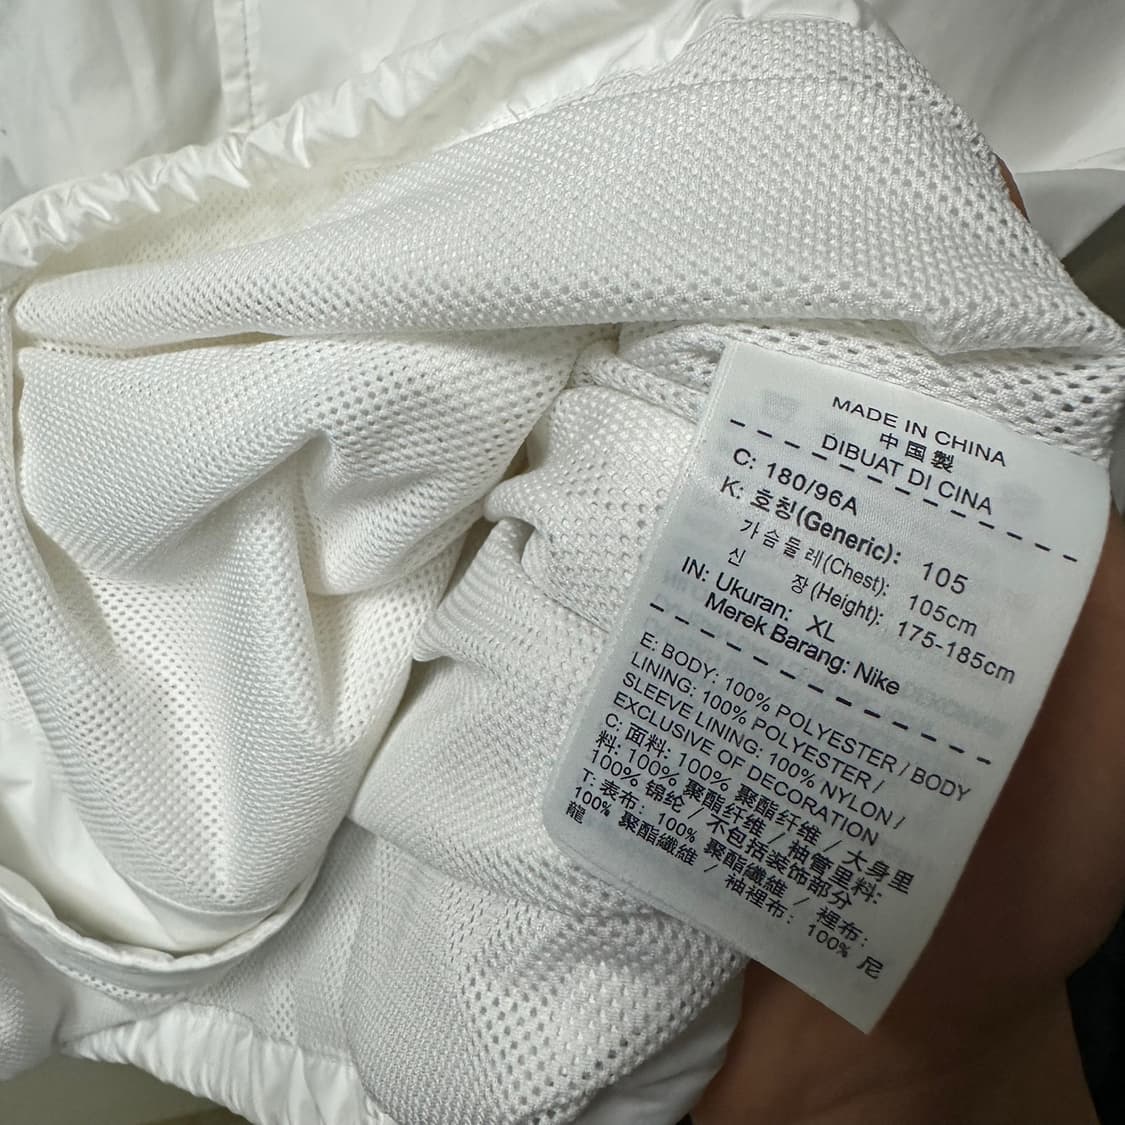 MADE IN CHINA
中國製
DIBUAT DI CINA
C: 180/96A
K: 호칭(Generic): 105
가슴둘레(Chest): 105cm
신 장(Height): 175-185cm
IN: Ukuran: XL
Merek Barang: Nike
E: BODY: 100% POLYESTER / BODY
LINING: 100% POLYESTER /
SLEEVE LINING: 100% NYLON /
EXCLUSIVE OF DECORATION
C: 面料: 100% 聚酯纤维 / 大身里
料: 100% 聚酯纤维 / 袖管里料:
100% 锦纶 / 不包括装饰部分
T: 表布: 100% 聚酯纖維 / 裡布:
100% 聚酯纖維 / 袖裡布: 100% 尼
龍